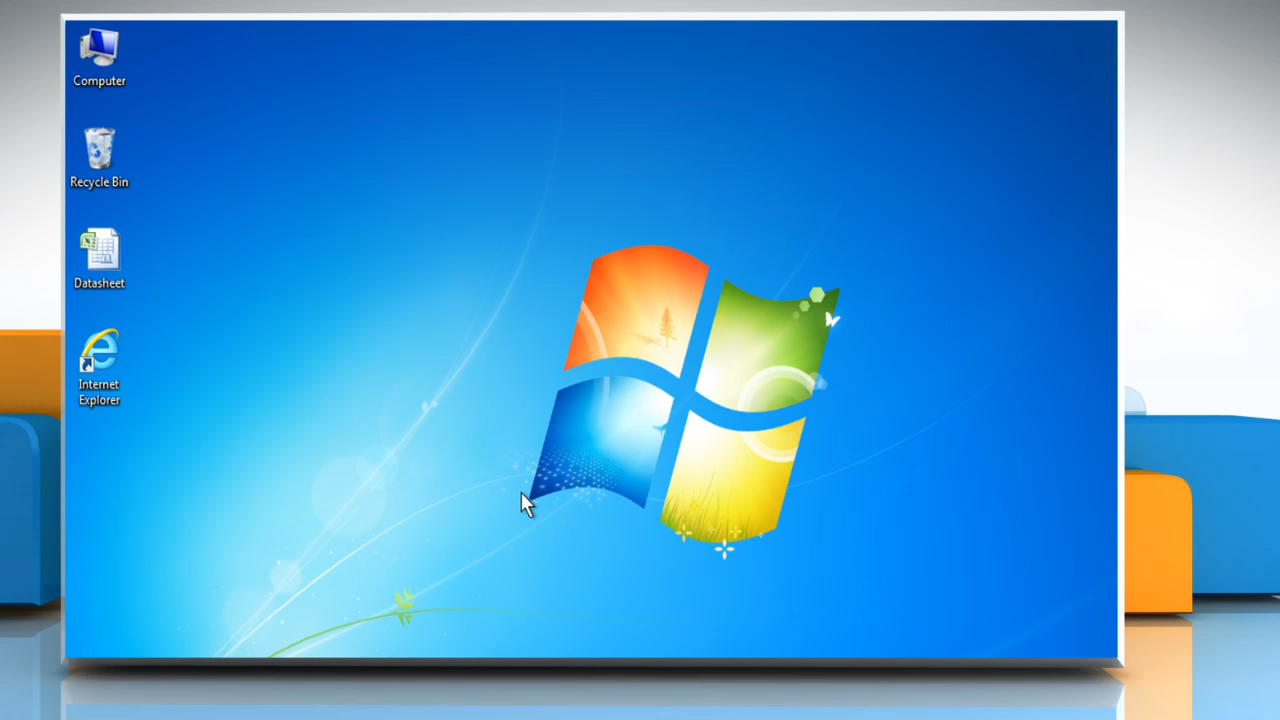 Computer
Recycle Bin
Datasheet
Internet
Explorer